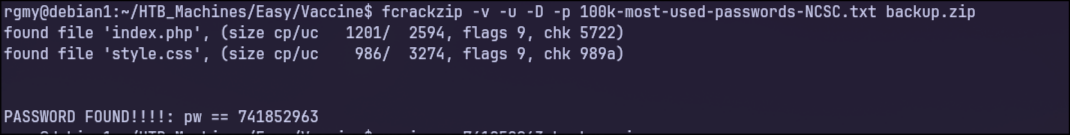 rgmy@debian1:~/HTB_Machines/Easy/Vaccine$ fcrackzip -v -u -D -p 100k-most-used-passwords-NCSC.txt backup.zip
found file 'index.php', (size cp/uc   1201/  2594, flags 9, chk 5722)
found file 'style.css', (size cp/uc    986/  3274, flags 9, chk 989a)
PASSWORD FOUND!!!!: pw == 741852963